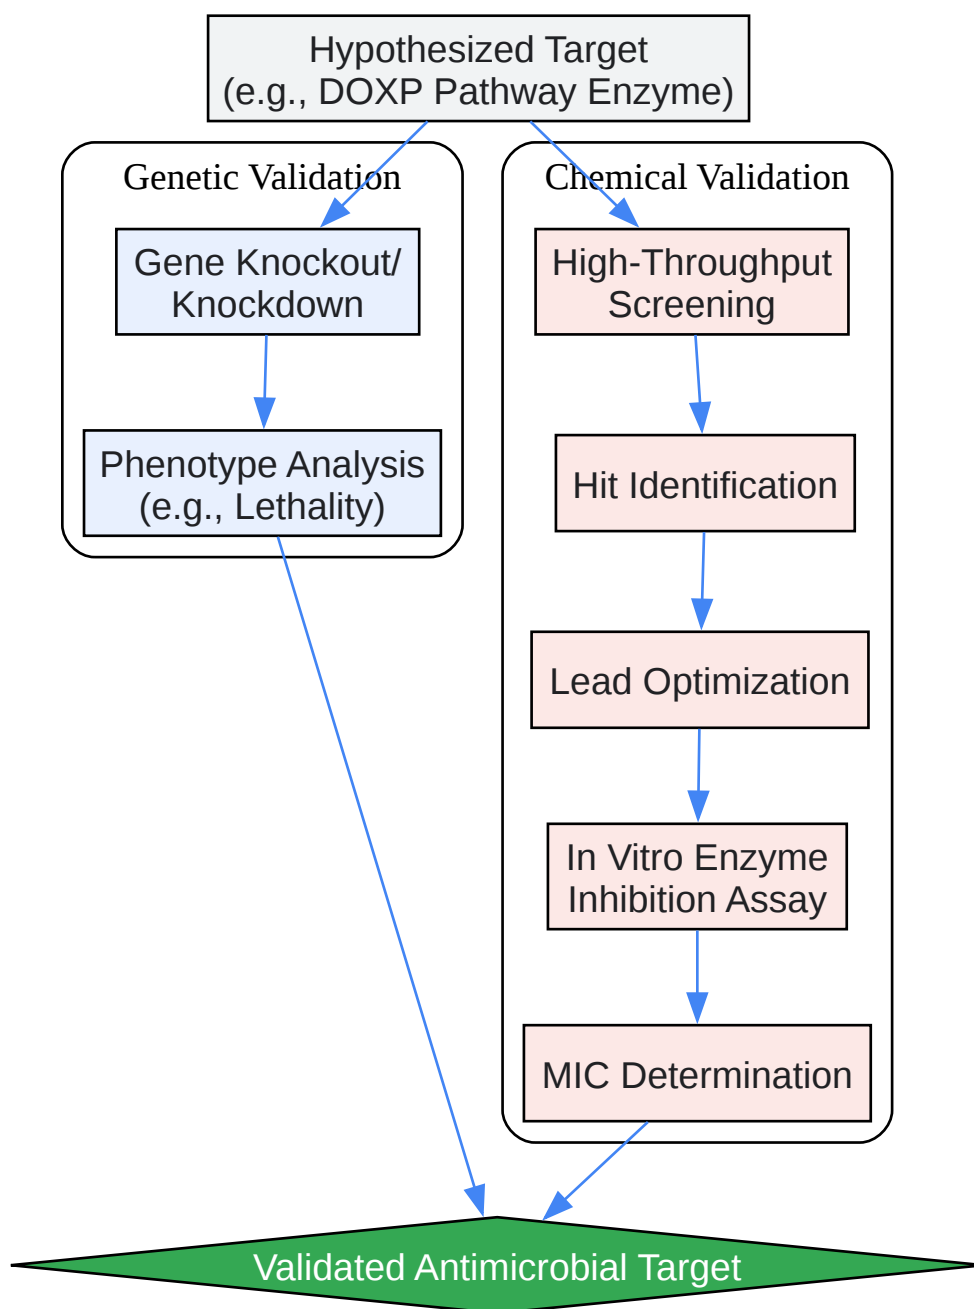 Hypothesized Target
(e.g., DOXP Pathway Enzyme)
Genetic Validation
Gene Knockout/
Knockdown
Phenotype Analysis
(e.g., Lethality)
Chemical Validation
High-Throughput
Screening
Hit Identification
Lead Optimization
In Vitro Enzyme
Inhibition Assay
MIC Determination
Validated Antimicrobial Target